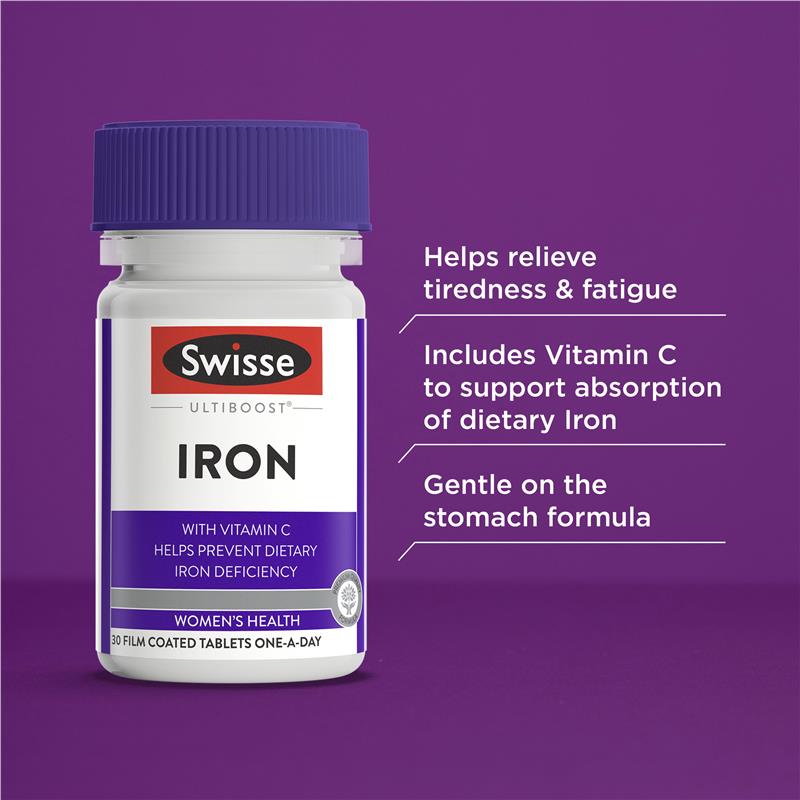 Swisse
ULTIBOOST®
IRON
WITH VITAMIN C
HELPS PREVENT DIETARY
IRON DEFICIENCY
WOMEN'S HEALTH
30 FILM COATED TABLETS ONE-A-DAY
Helps relieve
tiredness & fatigue
Includes Vitamin C
to support absorption
of dietary Iron
Gentle on the
stomach formula